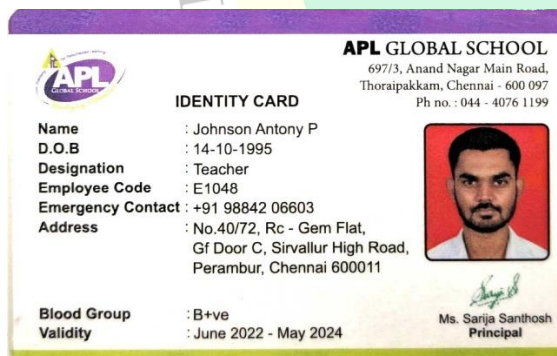 APL GLOBAL SCHOOL
697/3, Anand Nagar Main Road,
Thoraipakkam, Chennai - 600 097
Ph no. : 044 - 4076 1199
APL
GLOBAL SCHOOL
IDENTITY CARD
Name : Johnson Antony P
D.O.B : 14-10-1995
Designation : Teacher
Employee Code : E1048
Emergency Contact : +91 98842 06603
Address : No.40/72, Rc - Gem Flat,
Gf Door C, Sirvallur High Road,
Perambur, Chennai 600011
Blood Group : B+ve
Validity : June 2022 - May 2024
Ms. Sarija Santhosh
Principal